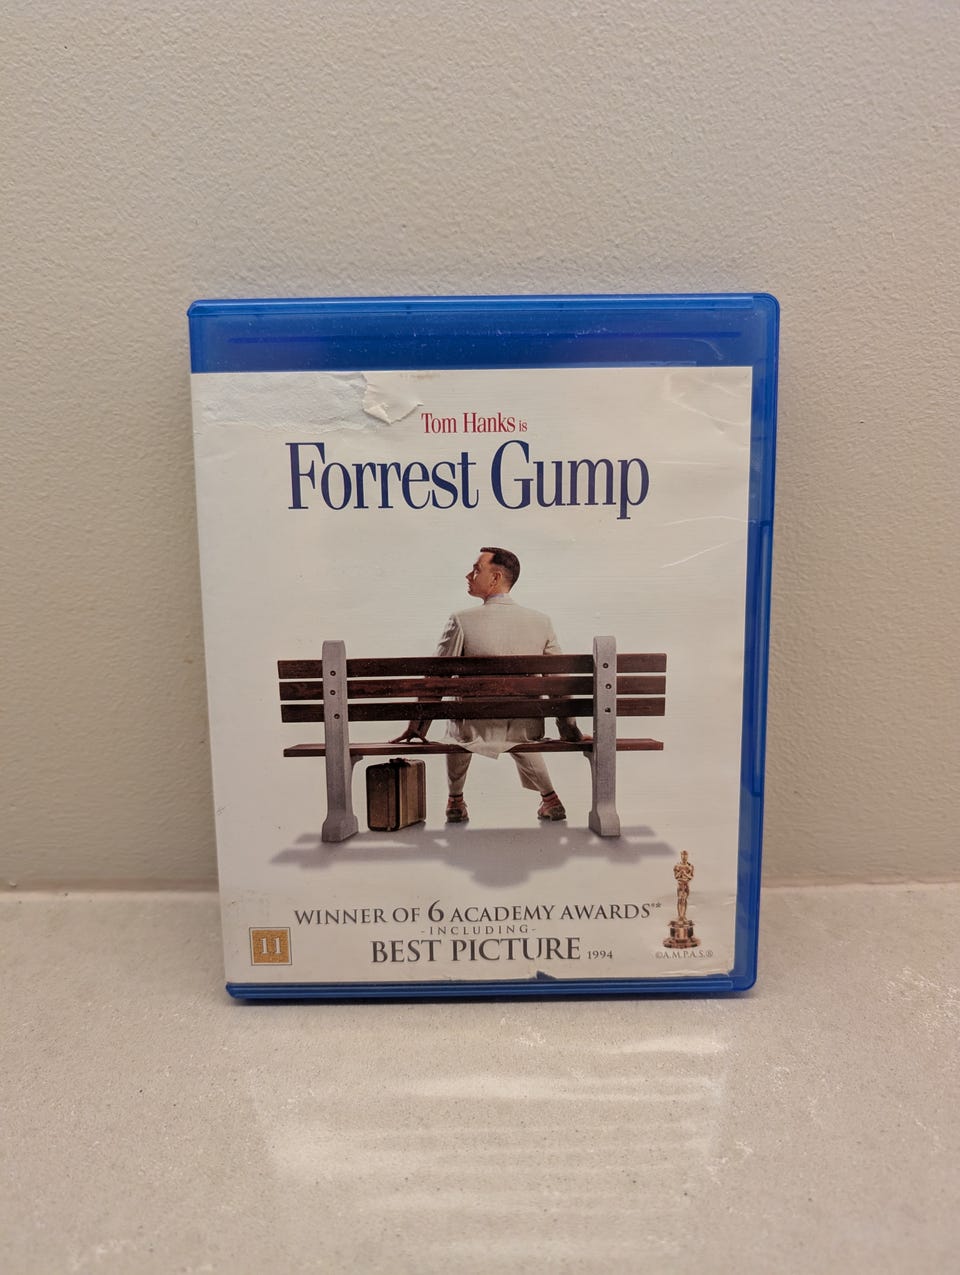 Tom Hanks is
Forrest Gump
WINNER OF 6 ACADEMY AWARDS®*
-INCLUDING-
BEST PICTURE 1994
11
©A.M.P.A.S.®